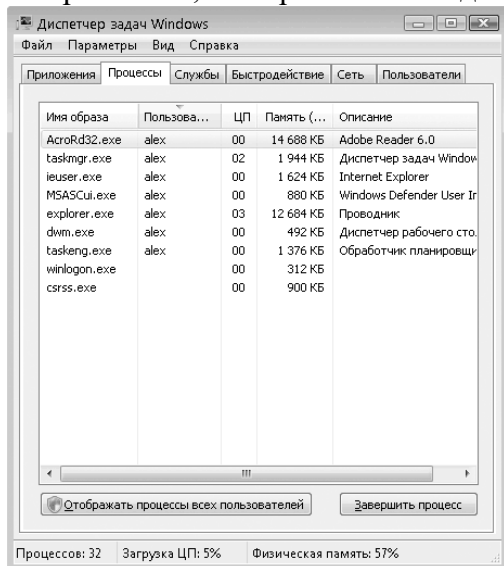 Диспетчер задач Windows
Файл Параметры Вид Справка
Приложения Процессы Службы Быстродействие Сеть Пользователи
Имя образа Пользова... ЦП Память (... Описание
AcroRd32.exe alex 00 14 688 КБ Adobe Reader 6.0
taskmgr.exe alex 02 1 944 КБ Диспетчер задач Window
ieuser.exe alex 00 1 624 КБ Internet Explorer
MSASCui.exe alex 00 880 КБ Windows Defender User Ir
explorer.exe alex 03 12 684 КБ Проводник
dwm.exe alex 00 492 КБ Диспетчер рабочего сто.
taskeng.exe alex 00 1 376 КБ Обработчик планировщи
winlogon.exe 00 312 КБ
csrss.exe 00 900 КБ
Отображать процессы всех пользователей Завершить процесс
Процессов: 32 Загрузка ЦП: 5% Физическая память: 57%